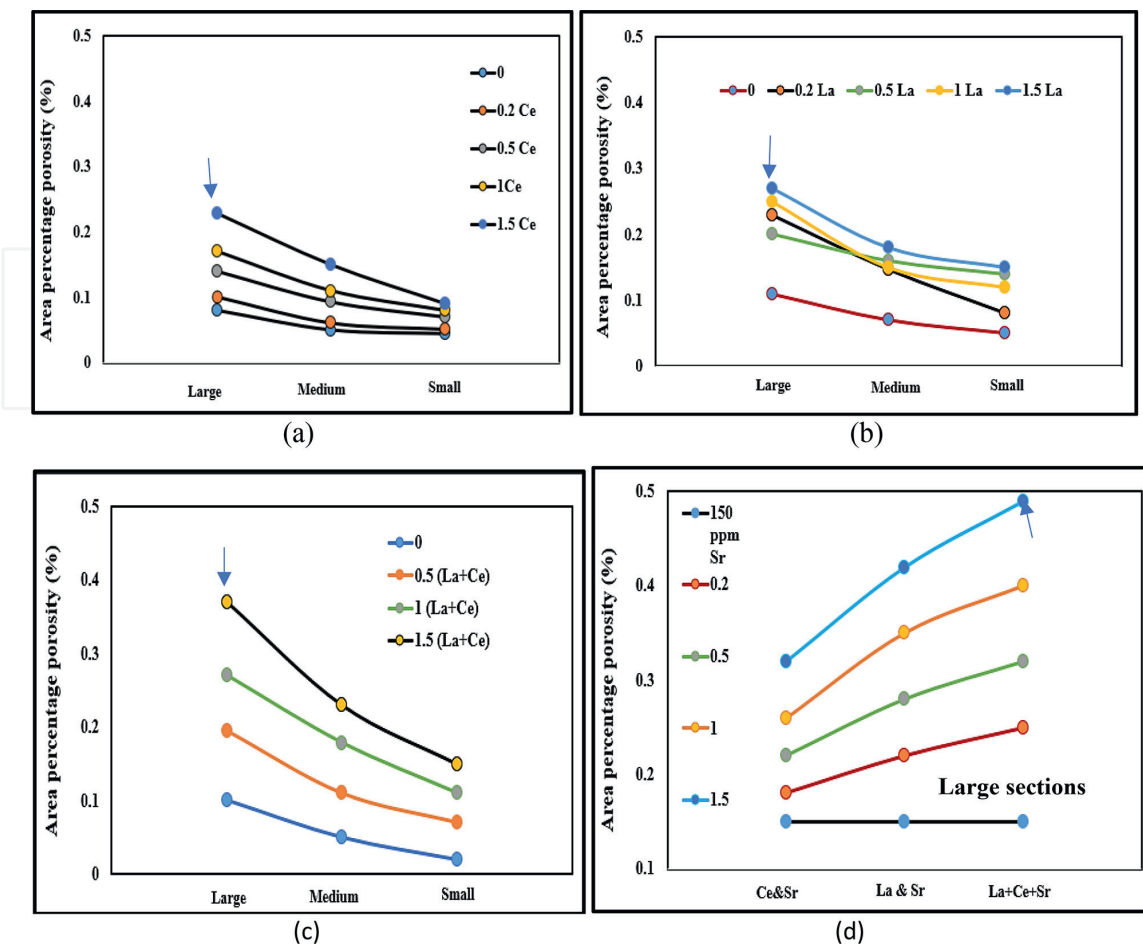 Area percentage porosity (%)
0.5
0.4
0.3
0.2
0.1
0
Large
Medium
Small
0
0.2 Ce
0.5 Ce
1Ce
1.5 Ce
(a)
Area percentage porosity (%)
0.5
0.4
0.3
0.2
0.1
0
Large
Medium
Small
0
0.2 La
0.5 La
1 La
1.5 La
(b)
Area percentage porosity (%)
0.5
0.4
0.3
0.2
0.1
0
Large
Medium
Small
0
0.5 (La+Ce)
1 (La+Ce)
1.5 (La+Ce)
(c)
Area percentage porosity (%)
0.5
0.4
0.3
0.2
0.1
Ce&Sr
La & Sr
La+Ce+Sr
150
ppm
Sr
0.2
0.5
1
1.5
Large sections
(d)